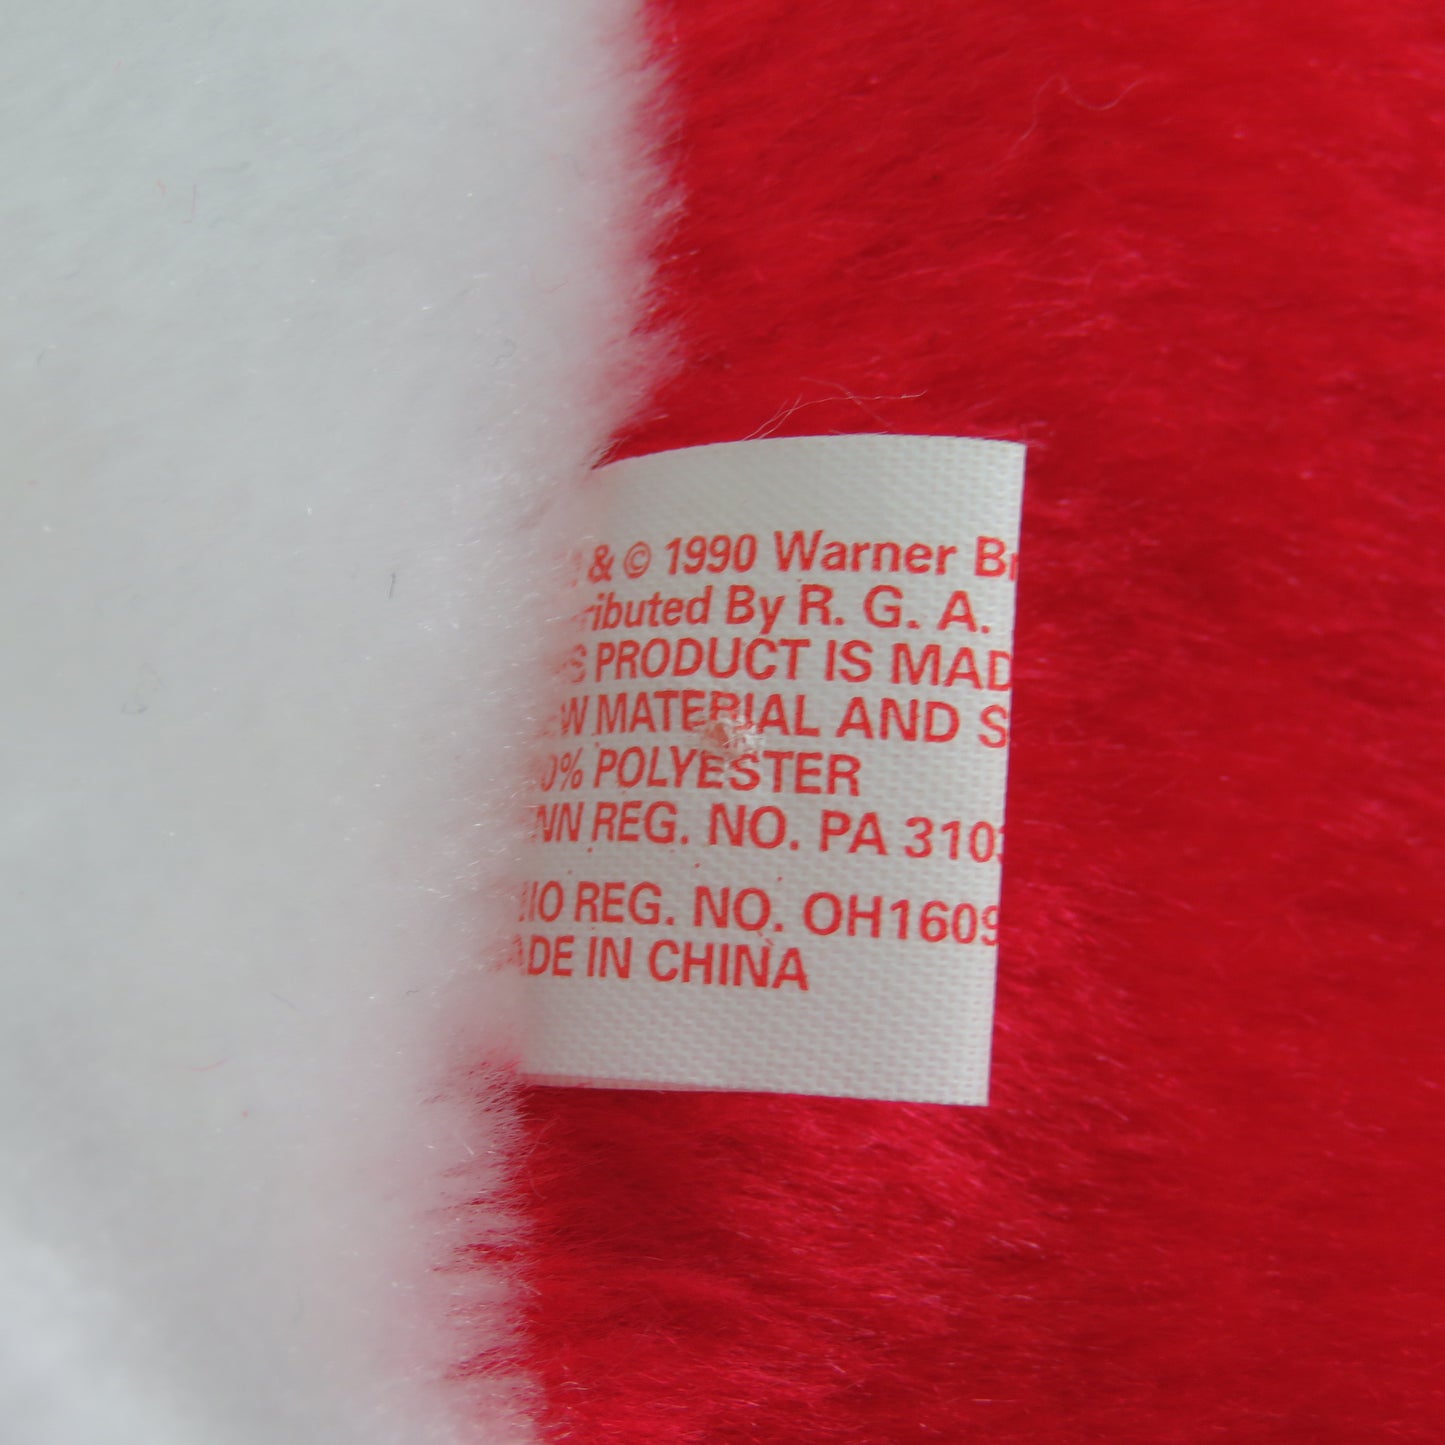 & © 1990 Warner Br
ributed By R. G. A.
S PRODUCT IS MAD
W MATERIAL AND S
0% POLYESTER
NN REG. NO. PA 310
IO REG. NO. OH1609
ADE IN CHINA